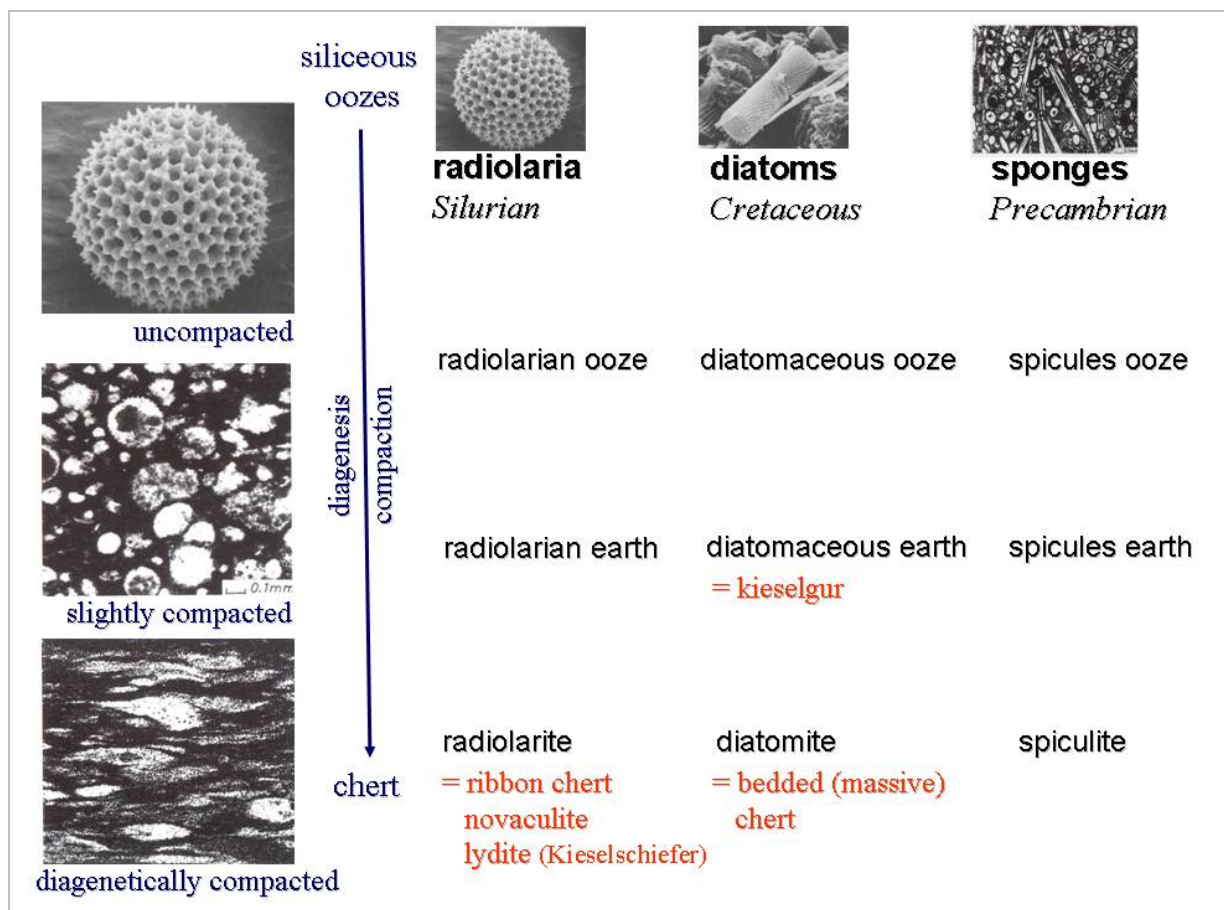 siliceous
oozes
radiolaria
diatoms
sponges
Silurian
Cretaceous
Precambrian
uncompacted
radiolarian ooze
diatomaceous ooze
spicules ooze
diagenesis
compaction
radiolarian earth
diatomaceous earth
spicules earth
= kieselgur
0.1mm
slightly compacted
radiolarite
diatomite
spiculite
chert
= ribbon chert
novaculite
lydite (Kieselschiefer)
= bedded (massive)
chert
diagenetically compacted